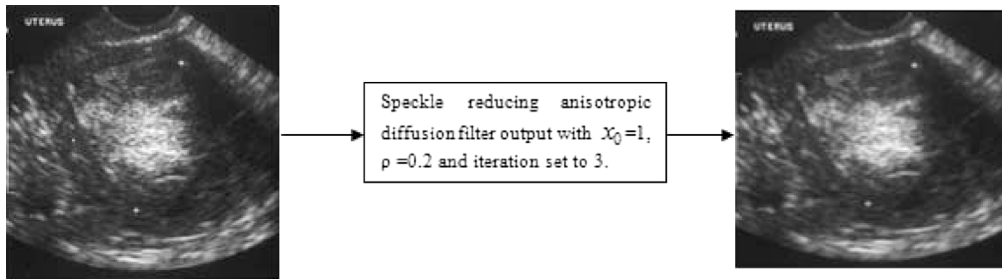 UTERUS
Speckle reducing anisotropic
diffusion filter output with x₀=1,
ρ=0.2 and iteration set to 3.
UTERUS